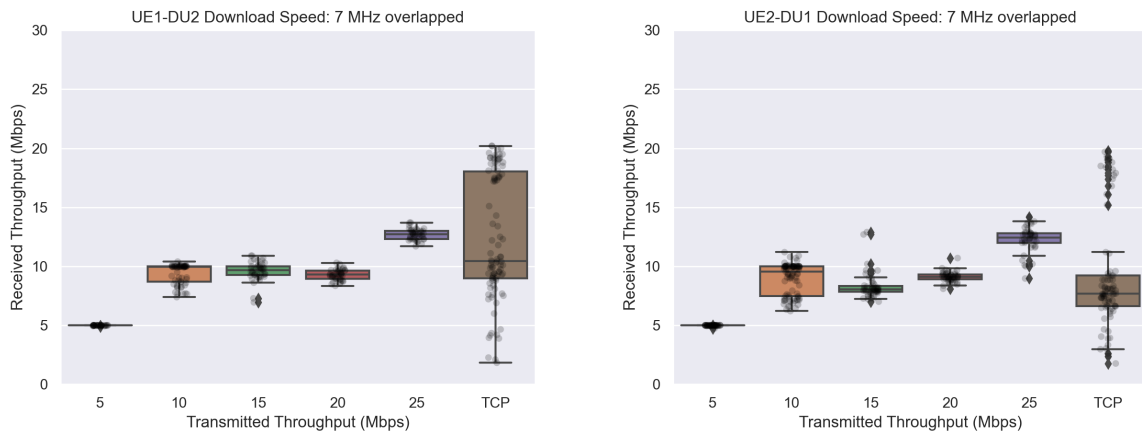 UE1-DU2 Download Speed: 7 MHz overlapped
30
25
20
15
10
5
0
Received Throughput (Mbps)
5 10 15 20 25 TCP
Transmitted Throughput (Mbps)
UE2-DU1 Download Speed: 7 MHz overlapped
30
25
20
15
10
5
0
Received Throughput (Mbps)
5 10 15 20 25 TCP
Transmitted Throughput (Mbps)